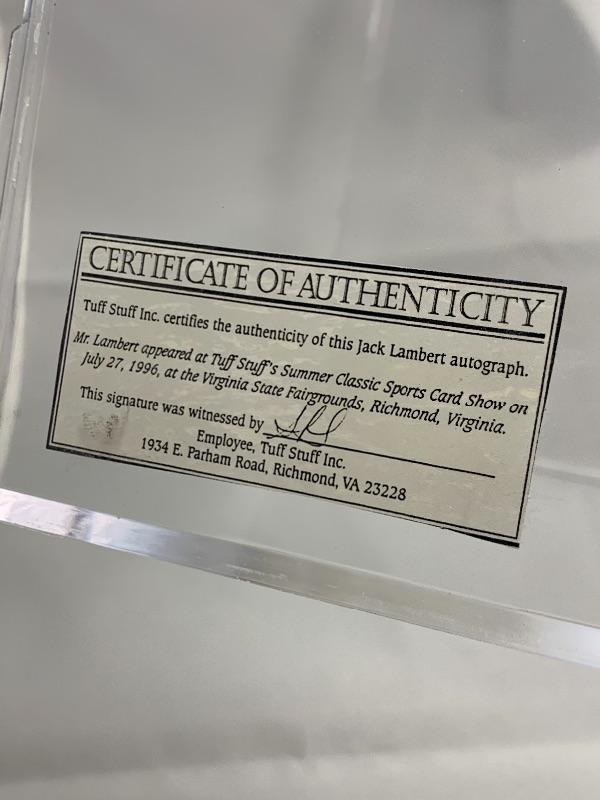 CERTIFICATE OF AUTHENTICITY
Tuff Stuff Inc. certifies the authenticity of this Jack Lambert autograph.
Mr. Lambert appeared at Tuff Stuff's Summer Classic Sports Card Show on
July 27, 1996, at the Virginia State Fairgrounds, Richmond, Virginia.
This signature was witnessed by
Employee, Tuff Stuff Inc.
1934 E. Parham Road, Richmond, VA 23228